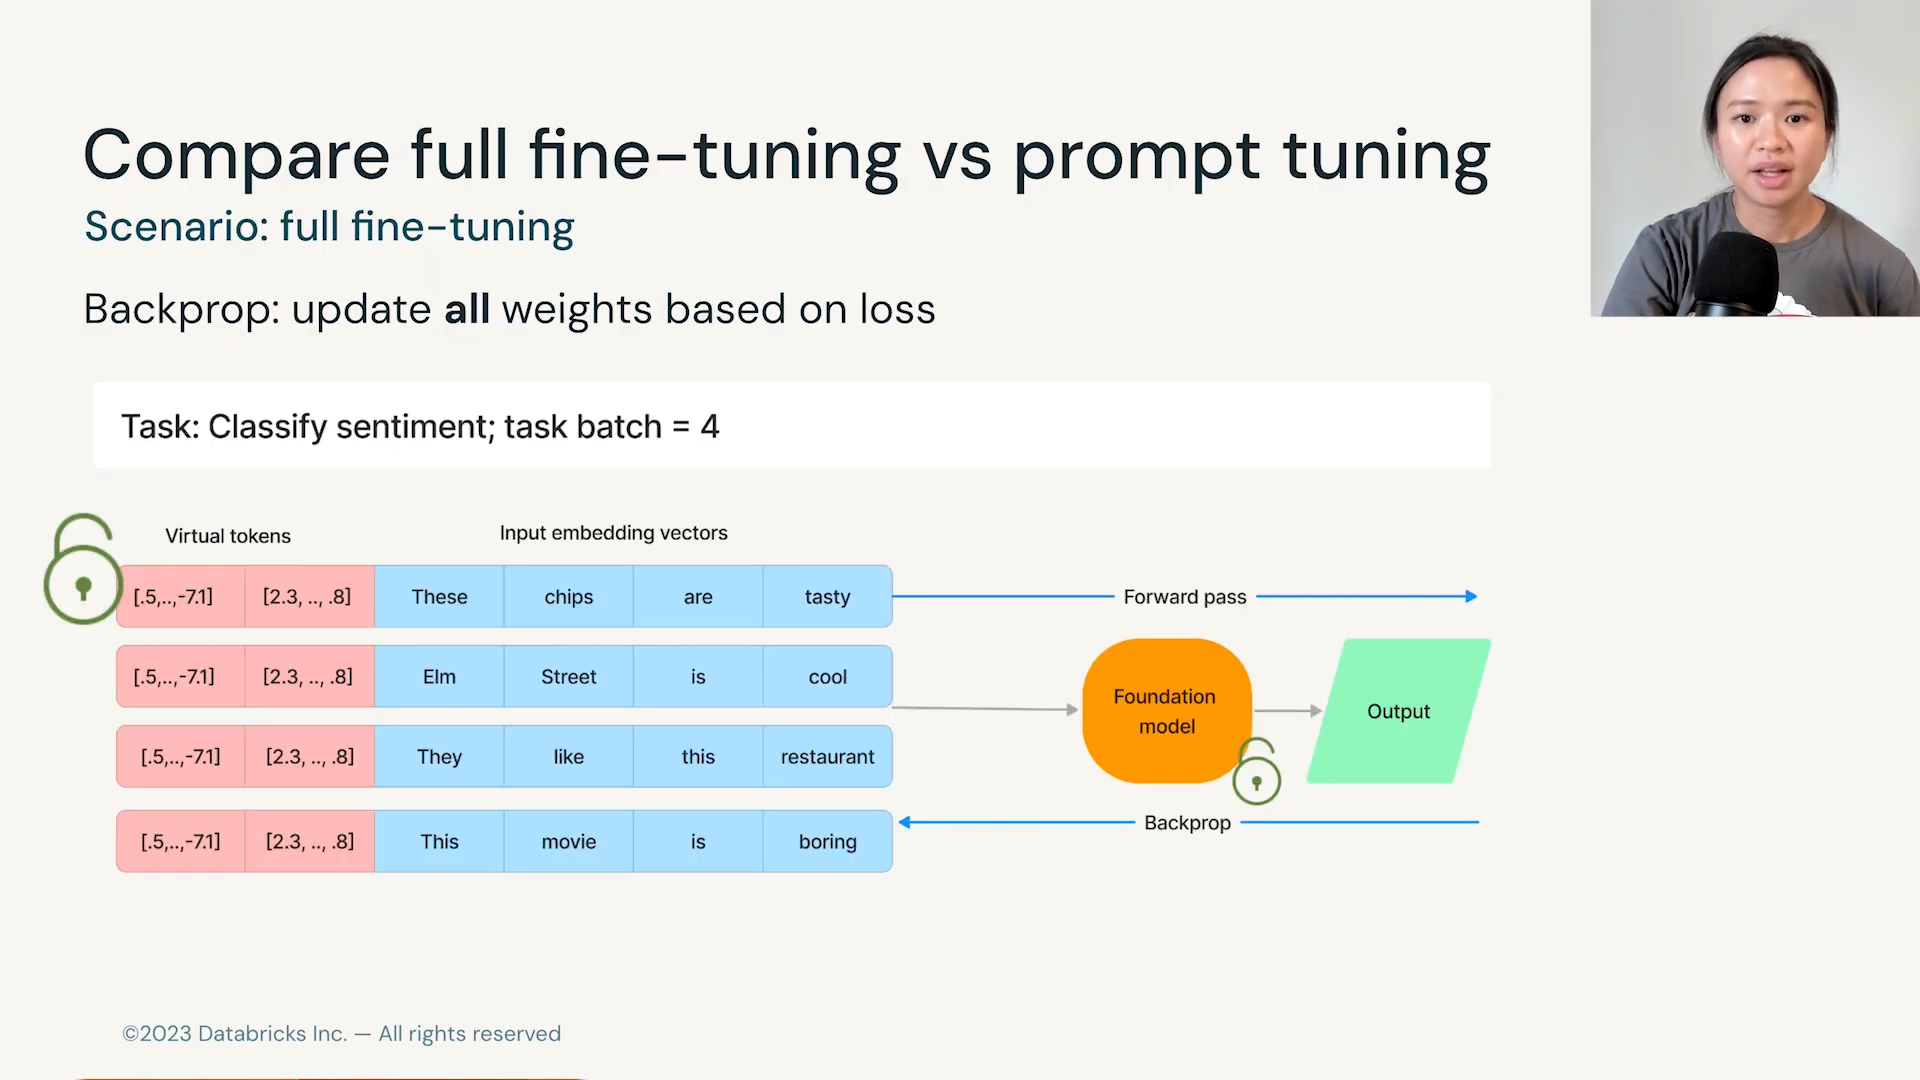 Compare full fine-tuning vs prompt tuning
Scenario: full fine-tuning
Backprop: update all weights based on loss
Task: Classify sentiment; task batch = 4
Virtual tokens
Input embedding vectors
[.5,..,-7.1] [2.3, .., .8] These chips are tasty
Forward pass
[.5,..,-7.1] [2.3, .., .8] Elm Street is cool
Foundation
model
Output
[.5,..,-7.1] [2.3, .., .8] They like this restaurant
Backprop
[.5,..,-7.1] [2.3, .., .8] This movie is boring
©2023 Databricks Inc. — All rights reserved